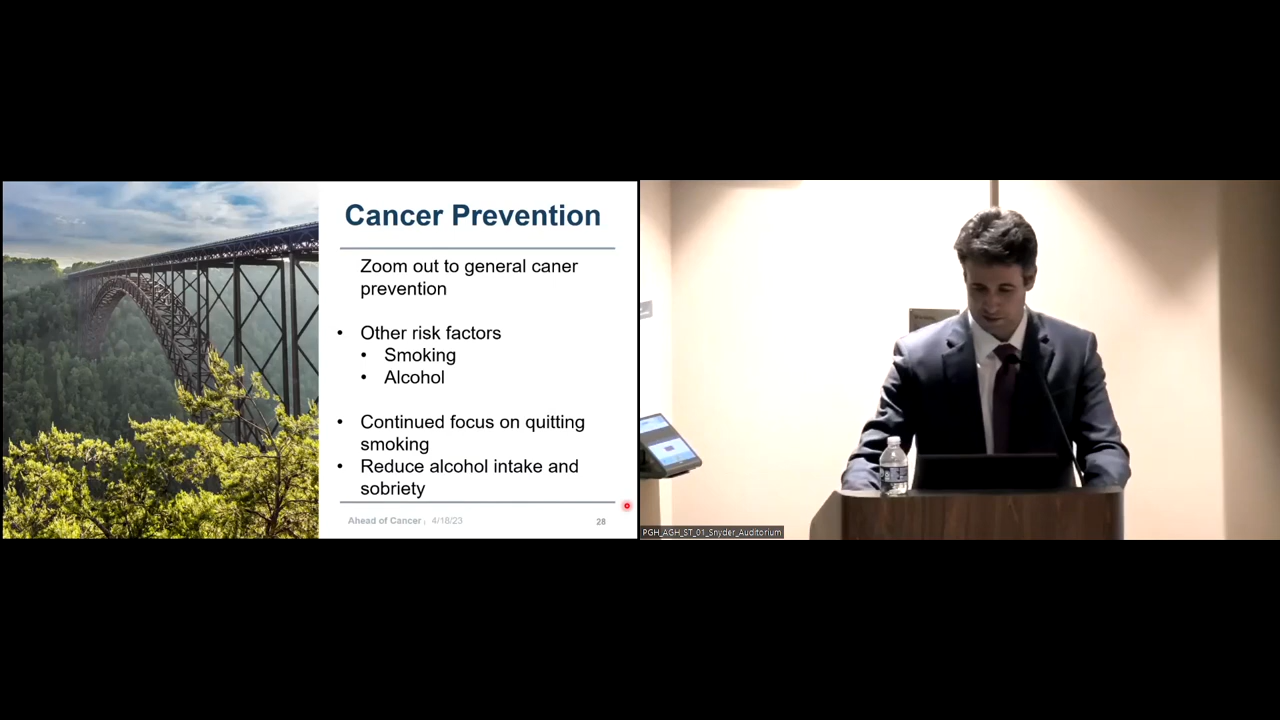 Cancer Prevention
Zoom out to general caner
prevention
• Other risk factors
• Smoking
• Alcohol
• Continued focus on quitting
smoking
• Reduce alcohol intake and
sobriety
Ahead of Cancer | 4/18/23
28
PGH_AGH_ST_01_Snyder_Auditorium